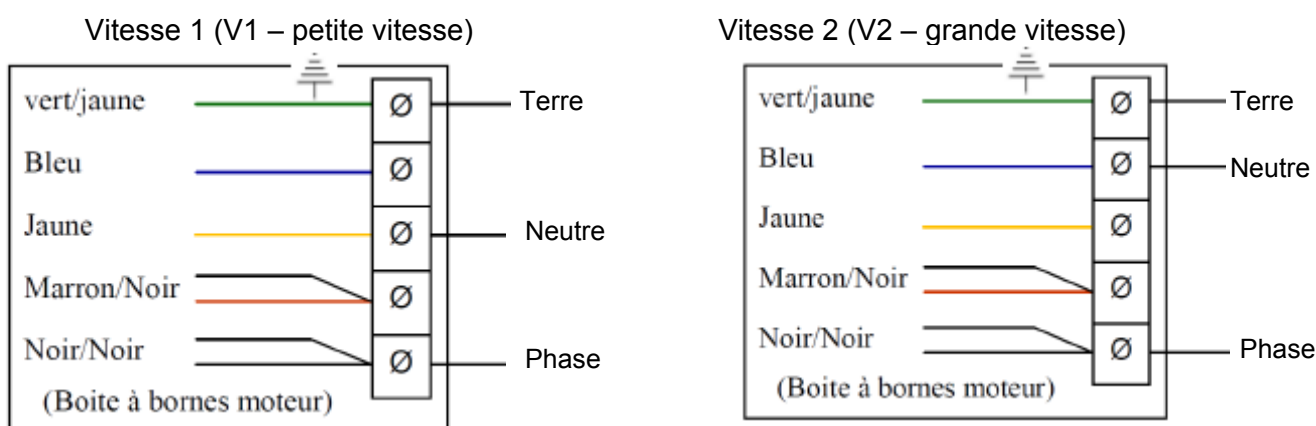 Vitesse 1 (V1 – petite vitesse)
vert/jaune Ø Terre
Bleu Ø
Jaune Ø Neutre
Marron/Noir Ø
Noir/Noir Ø Phase
(Boite à bornes moteur)
Vitesse 2 (V2 – grande vitesse)
vert/jaune Ø Terre
Bleu Ø Neutre
Jaune Ø
Marron/Noir Ø
Noir/Noir Ø Phase
(Boite à bornes moteur)